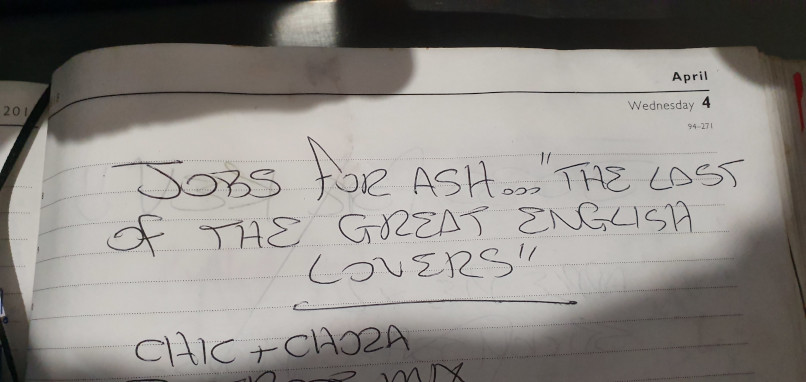 April
Wednesday 4
94-271
201
JOBS FOR ASH... "THE LAST
OF THE GREAT ENGLISH
LOVERS"
CHIC + CHOZA
MIX